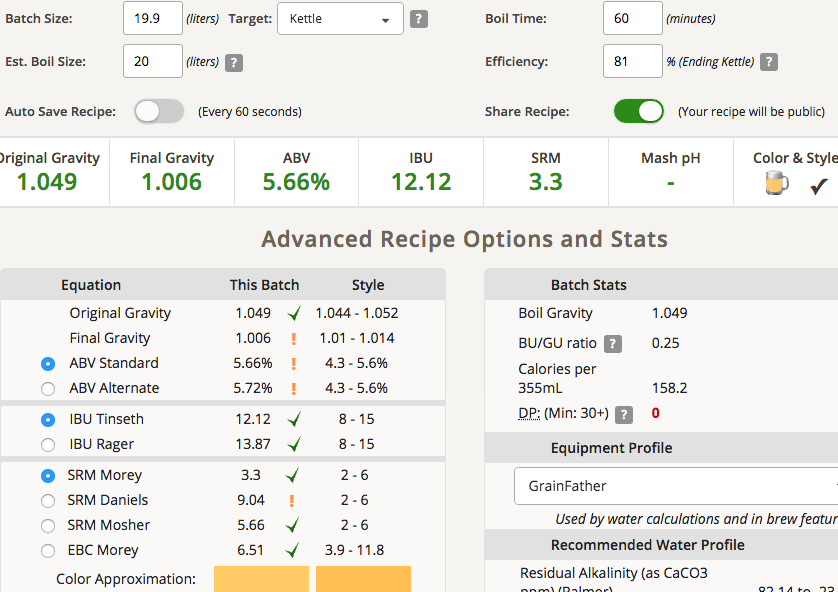 Batch Size: 19.9 (liters) Target: Kettle ? Boil Time: 60 (minutes)
Est. Boil Size: 20 (liters) ? Efficiency: 81 % (Ending Kettle) ?
Auto Save Recipe: (Every 60 seconds) Share Recipe: (Your recipe will be public)
Original Gravity Final Gravity ABV IBU SRM Mash pH Color & Style
1.049 1.006 5.66% 12.12 3.3 -
Advanced Recipe Options and Stats
Equation This Batch Style
Original Gravity 1.049 1.044 - 1.052
Final Gravity 1.006 ! 1.01 - 1.014
ABV Standard 5.66% ! 4.3 - 5.6%
ABV Alternate 5.72% ! 4.3 - 5.6%
IBU Tinseth 12.12 8 - 15
IBU Rager 13.87 8 - 15
SRM Morey 3.3 2 - 6
SRM Daniels 9.04 ! 2 - 6
SRM Mosher 5.66 2 - 6
EBC Morey 6.51 3.9 - 11.8
Color Approximation:
Batch Stats
Boil Gravity 1.049
BU/GU ratio ? 0.25
Calories per
355mL 158.2
DP: (Min: 30+) ? 0
Equipment Profile
GrainFather
Used by water calculations and in brew featur
Recommended Water Profile
Residual Alkalinity (as CaCO3
ppm) (Palmer) 82.14 to -23